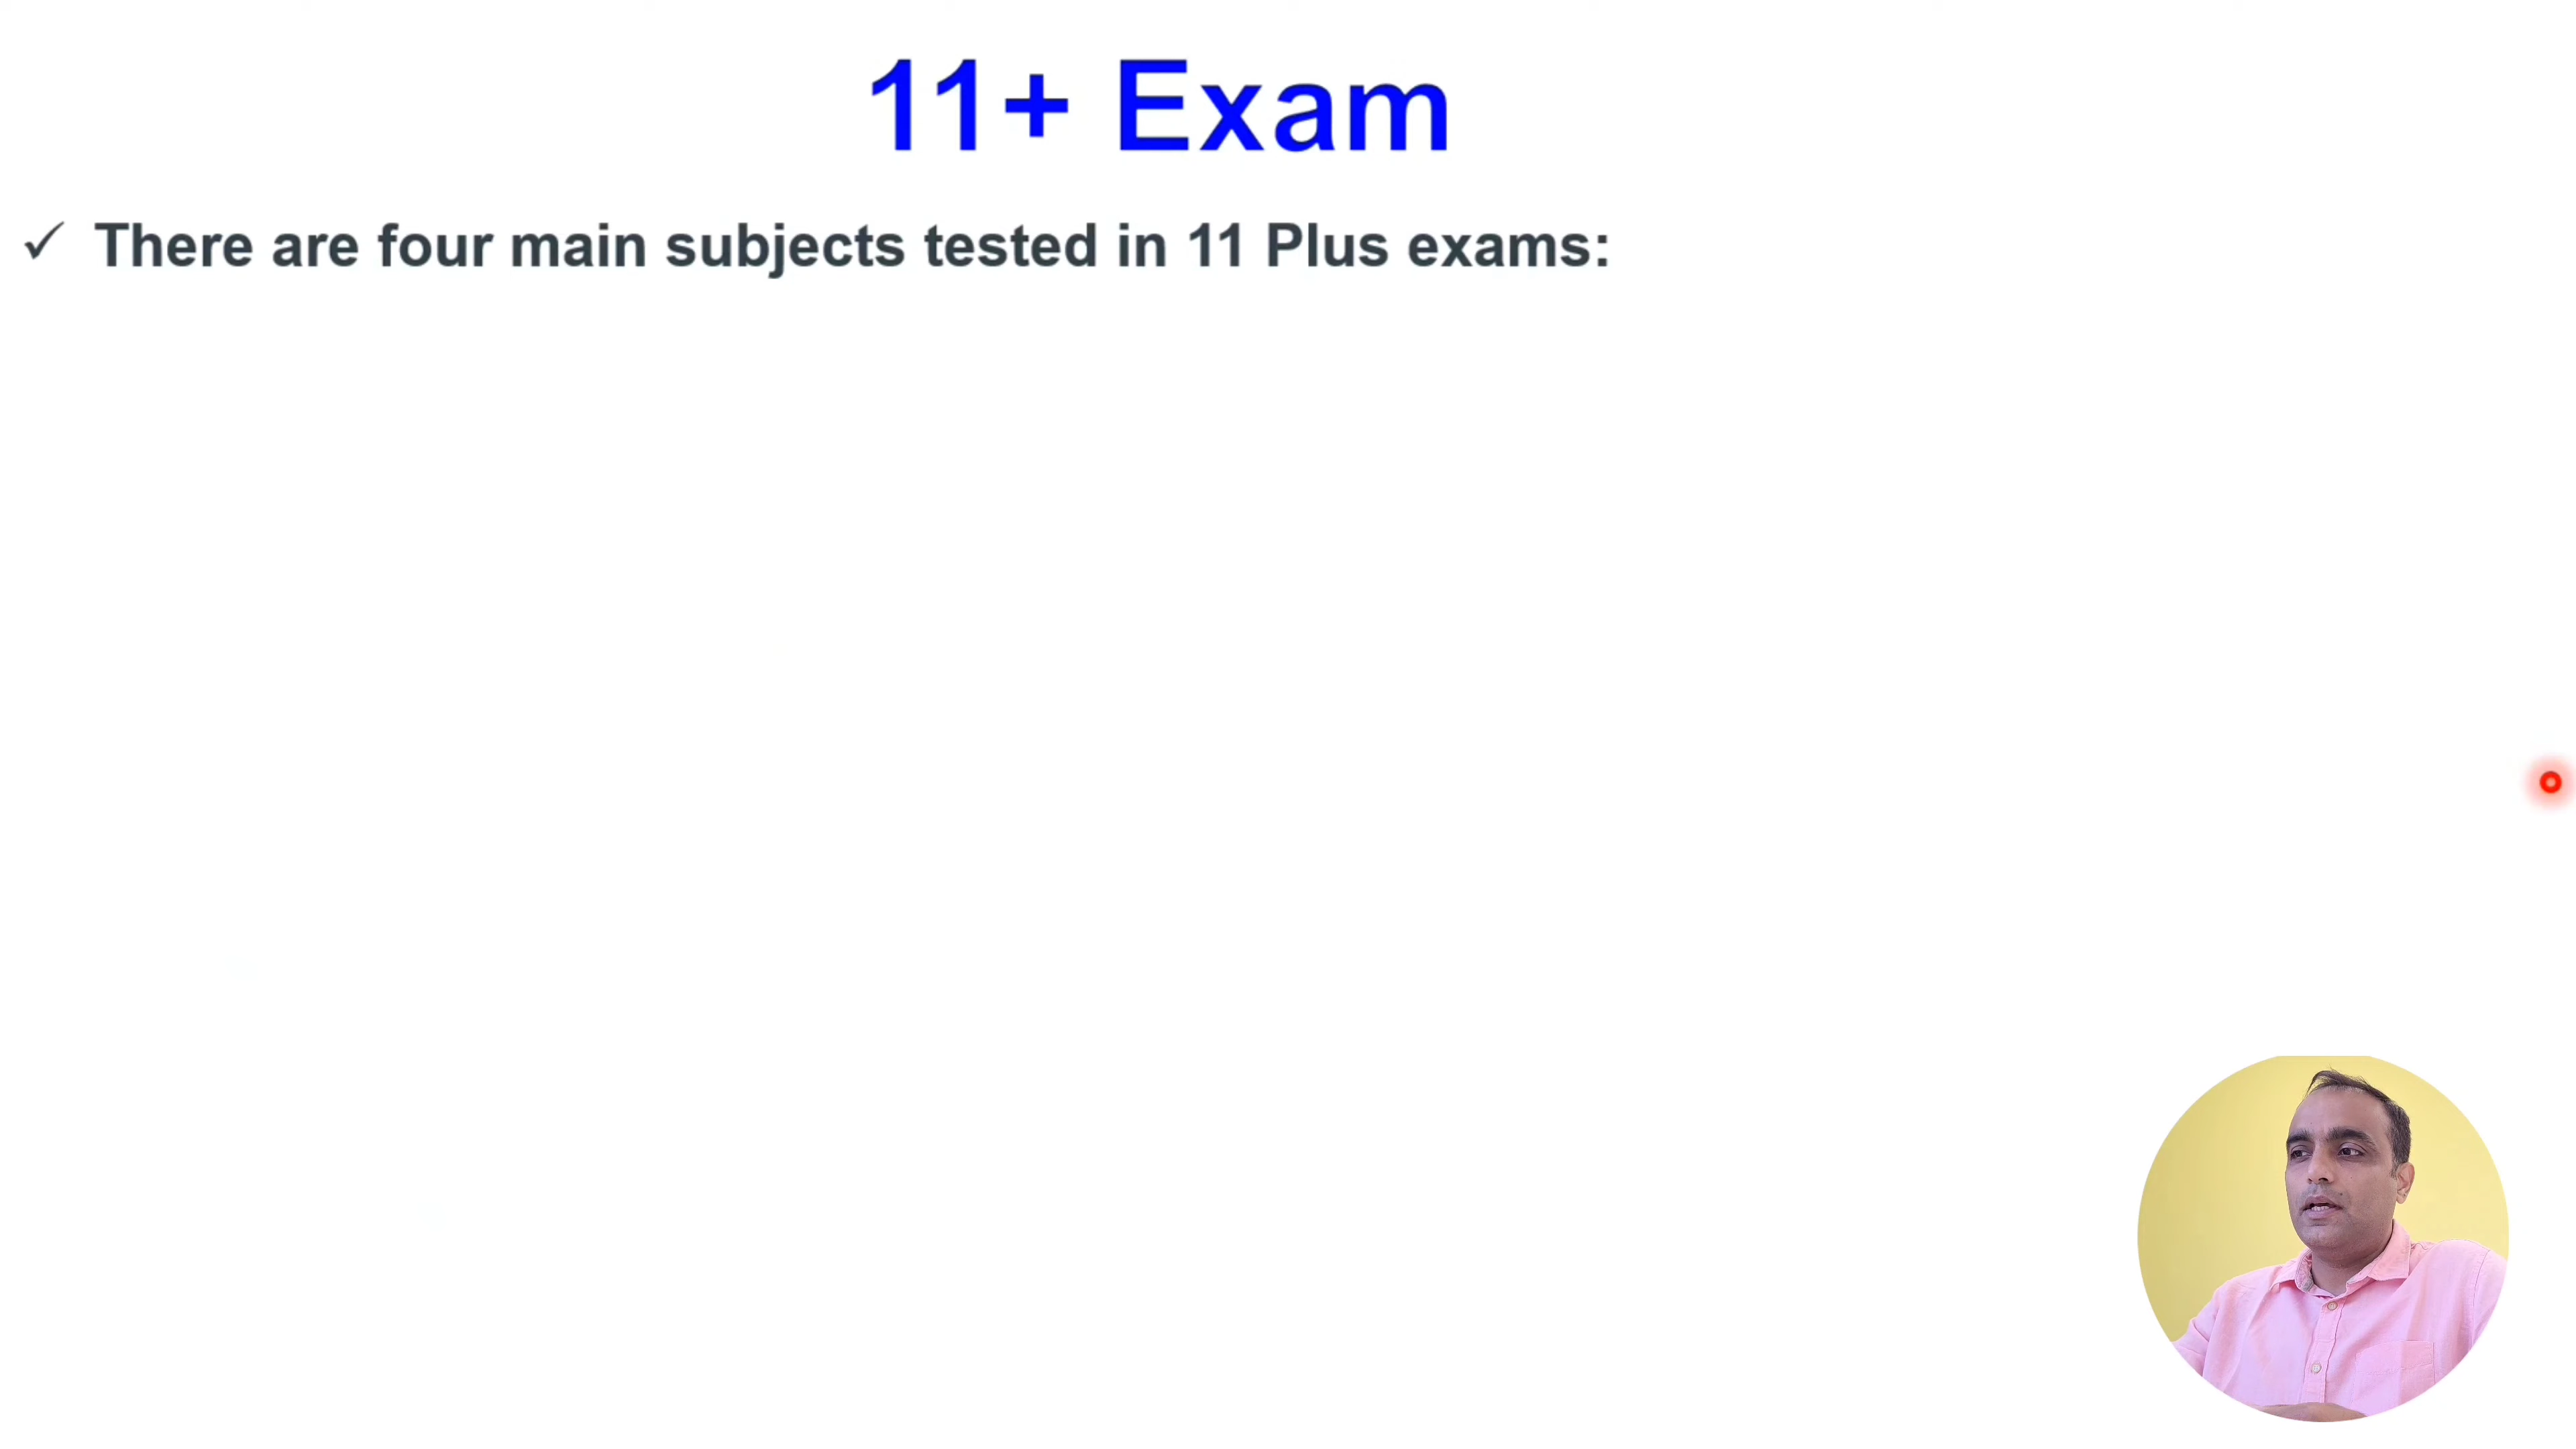 11+ Exam
✓ There are four main subjects tested in 11 Plus exams: